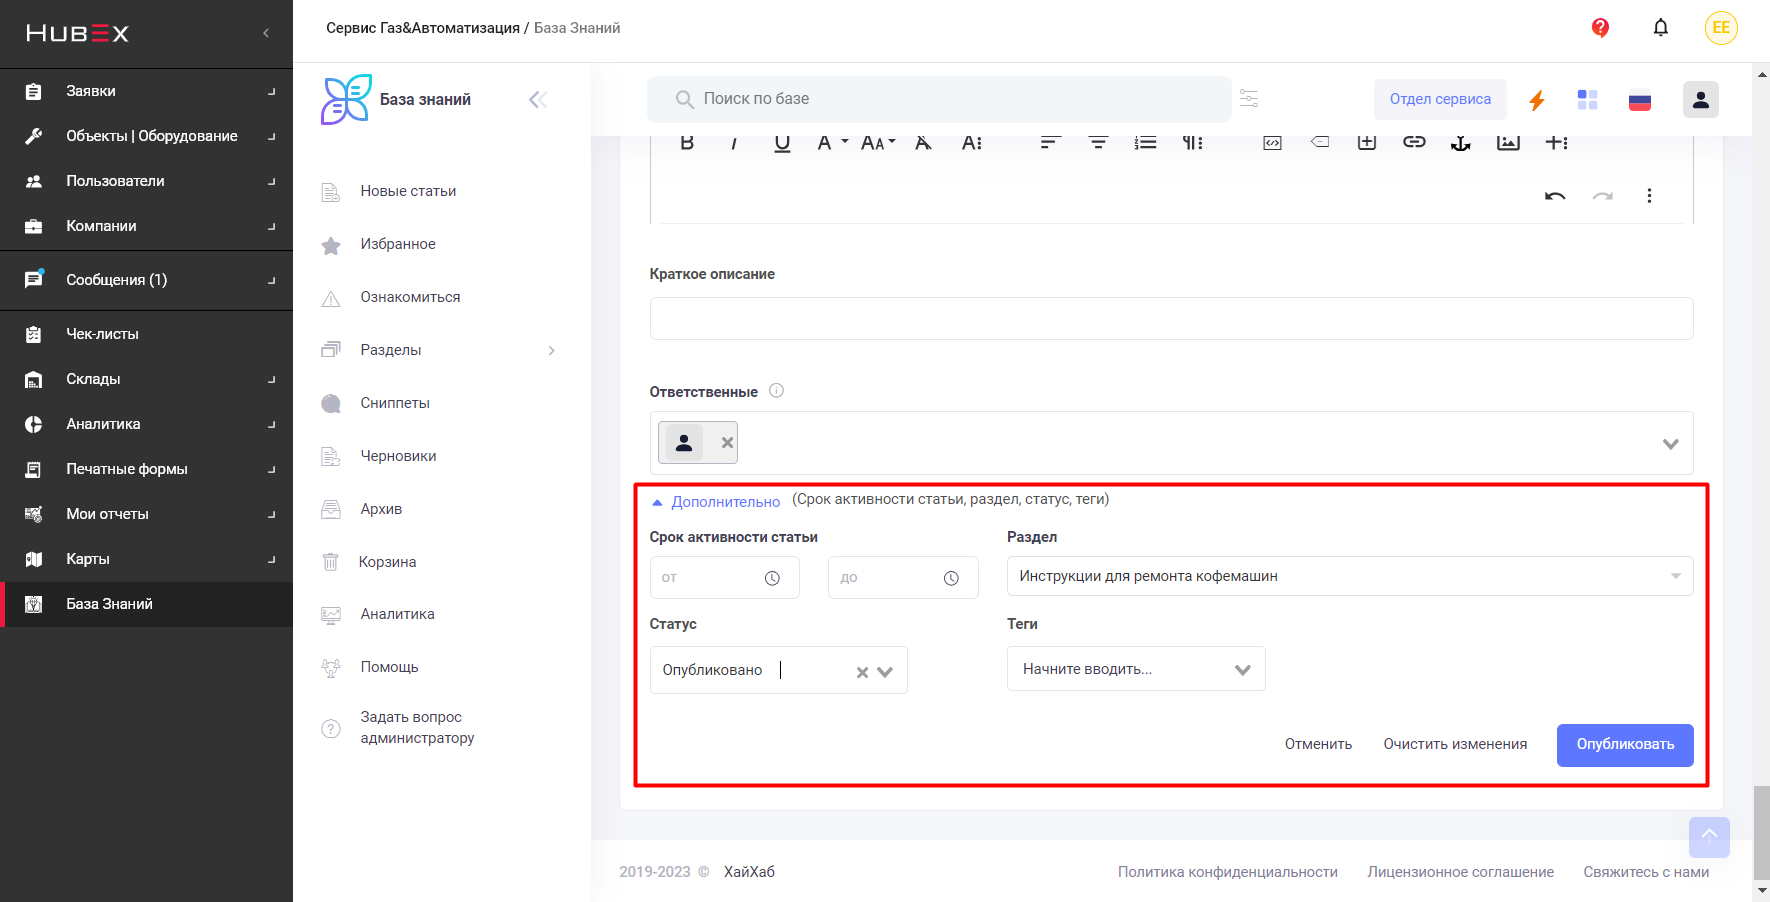 HUBEX
Сервис Газ&Автоматизация / База Знаний
EE
Заявки
Объекты | Оборудование
Пользователи
Компании
Сообщения (1)
Чек-листы
Склады
Аналитика
Печатные формы
Мои отчеты
Карты
База Знаний
База знаний
Новые статьи
Избранное
Ознакомиться
Разделы
Сниппеты
Черновики
Архив
Корзина
Аналитика
Помощь
Задать вопрос
администратору
Поиск по базе
Отдел сервиса
Краткое описание
Ответственные
Дополнительно (Срок активности статьи, раздел, статус, теги)
Срок активности статьи
Раздел
от
до
Инструкции для ремонта кофемашин
Статус
Теги
Опубликовано
Начните вводить...
Отменить
Очистить изменения
Опубликовать
2019-2023 © ХайХаб
Политика конфиденциальности
Лицензионное соглашение
Свяжитесь с нами